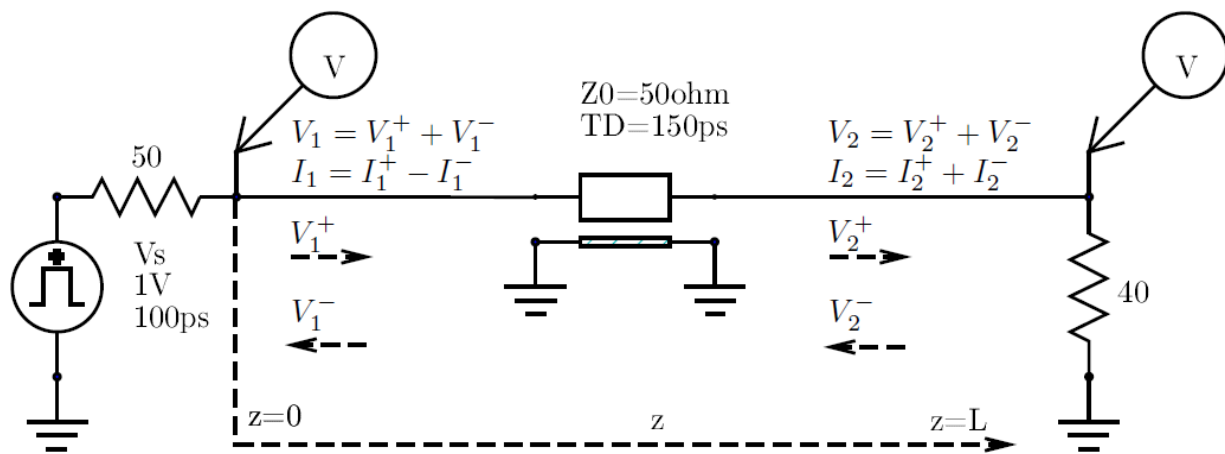 V
V
Z0=50ohm
TD=150ps
V_1 = V_1^+ + V_1^-
I_1 = I_1^+ - I_1^-
V_2 = V_2^+ + V_2^-
I_2 = I_2^+ + I_2^-
50
V_1^+
V_2^+
Vs
1V
100ps
V_1^-
V_2^-
40
z=0
z
z=L